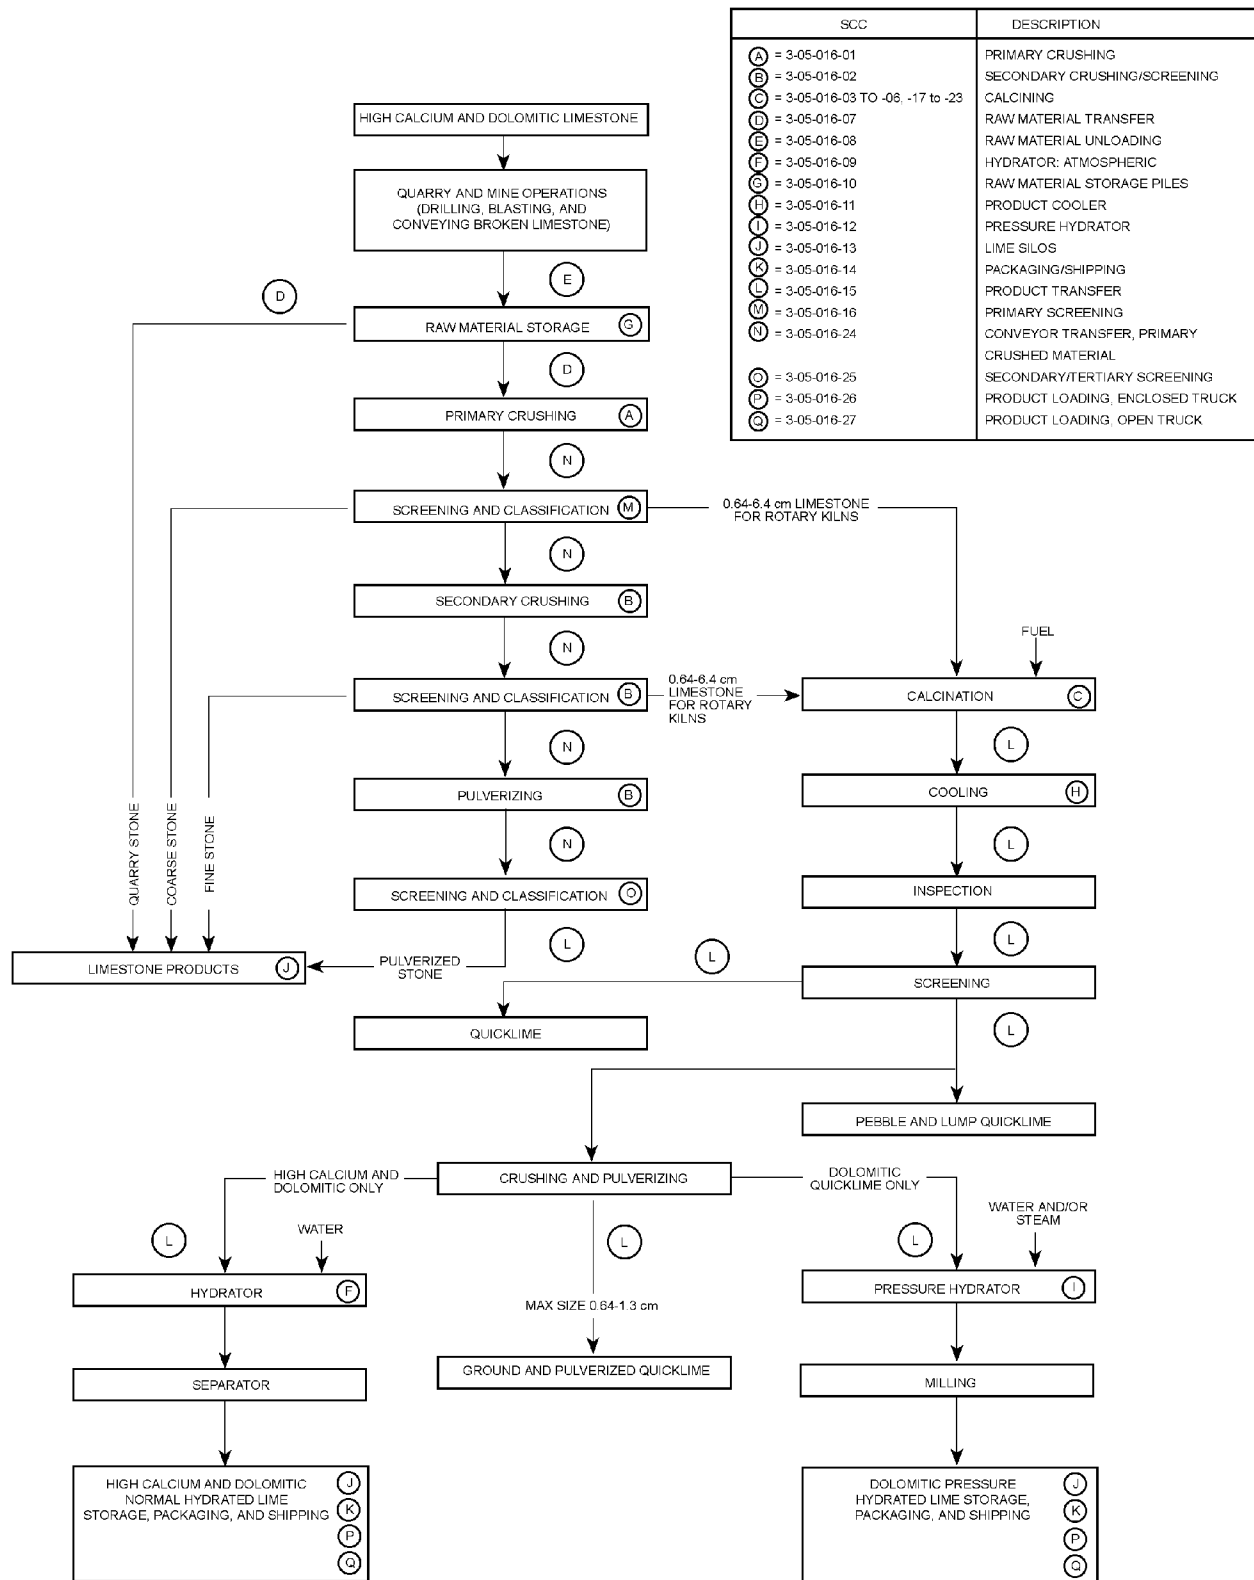 SCC DESCRIPTION
A = 3-05-016-01 PRIMARY CRUSHING
B = 3-05-016-02 SECONDARY CRUSHING/SCREENING
C = 3-05-016-03 TO -06, -17 to -23 CALCINING
D = 3-05-016-07 RAW MATERIAL TRANSFER
E = 3-05-016-08 RAW MATERIAL UNLOADING
F = 3-05-016-09 HYDRATOR: ATMOSPHERIC
G = 3-05-016-10 RAW MATERIAL STORAGE PILES
H = 3-05-016-11 PRODUCT COOLER
I = 3-05-016-12 PRESSURE HYDRATOR
J = 3-05-016-13 LIME SILOS
K = 3-05-016-14 PACKAGING/SHIPPING
L = 3-05-016-15 PRODUCT TRANSFER
M = 3-05-016-16 PRIMARY SCREENING
N = 3-05-016-24 CONVEYOR TRANSFER, PRIMARY
CRUSHED MATERIAL
O = 3-05-016-25 SECONDARY/TERTIARY SCREENING
P = 3-05-016-26 PRODUCT LOADING, ENCLOSED TRUCK
Q = 3-05-016-27 PRODUCT LOADING, OPEN TRUCK
HIGH CALCIUM AND DOLOMITIC LIMESTONE
QUARRY AND MINE OPERATIONS
(DRILLING, BLASTING, AND
CONVEYING BROKEN LIMESTONE)
E
D
RAW MATERIAL STORAGE G
D
PRIMARY CRUSHING A
N
SCREENING AND CLASSIFICATION M
0.64-6.4 cm LIMESTONE
FOR ROTARY KILNS
N
SECONDARY CRUSHING B
N
FUEL
SCREENING AND CLASSIFICATION B
0.64-6.4 cm
LIMESTONE
FOR ROTARY
KILNS
CALCINATION C
N
L
PULVERIZING B
COOLING H
QUARRY STONE
COARSE STONE
FINE STONE
N
L
SCREENING AND CLASSIFICATION O
INSPECTION
L
L
L
LIMESTONE PRODUCTS J
PULVERIZED
STONE
SCREENING
QUICKLIME
L
PEBBLE AND LUMP QUICKLIME
HIGH CALCIUM AND
DOLOMITIC ONLY
CRUSHING AND PULVERIZING
DOLOMITIC
QUICKLIME ONLY
WATER
WATER AND/OR
STEAM
L
L
L
HYDRATOR F
PRESSURE HYDRATOR I
MAX SIZE 0.64-1.3 cm
SEPARATOR
GROUND AND PULVERIZED QUICKLIME
MILLING
HIGH CALCIUM AND DOLOMITIC
NORMAL HYDRATED LIME
STORAGE, PACKAGING, AND SHIPPING
J
K
P
Q
DOLOMITIC PRESSURE
HYDRATED LIME STORAGE,
PACKAGING, AND SHIPPING
J
K
P
Q